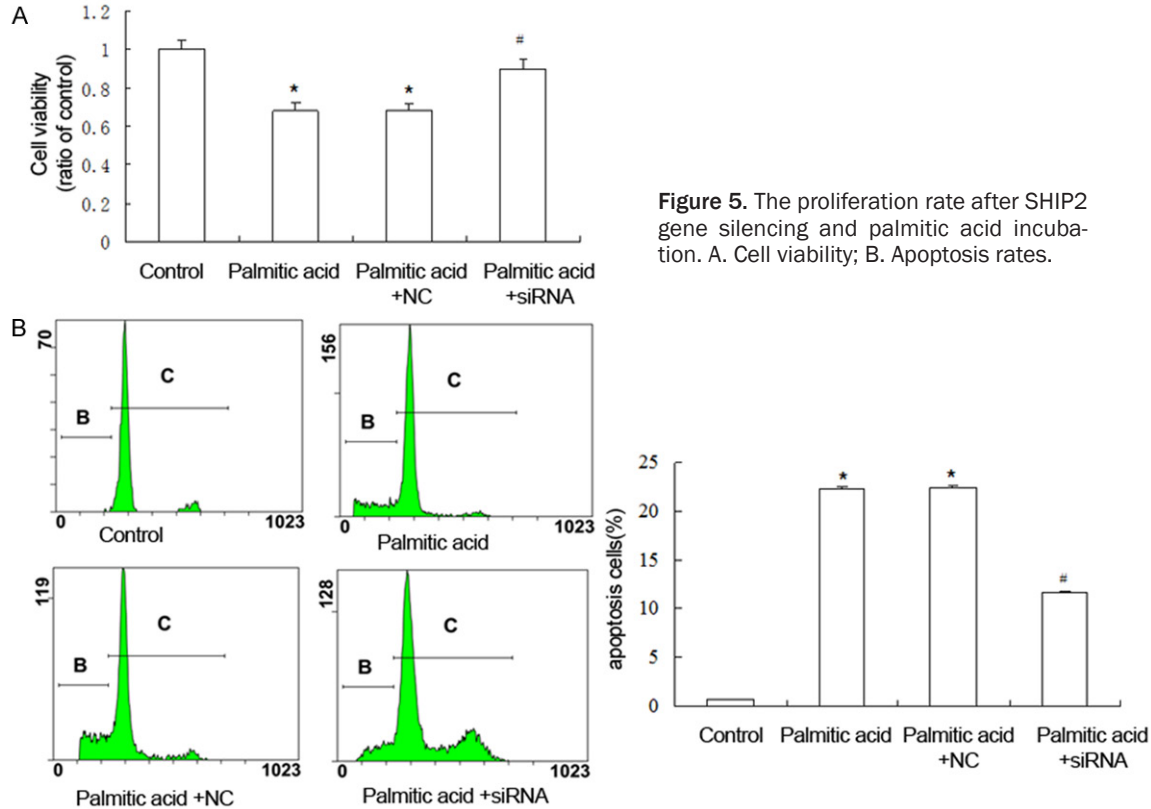 A
Cell viability
(ratio of control)
1.2
1
0.8
0.6
0.4
0.2
0
*
*
#
Control
Palmitic acid
Palmitic acid
+NC
Palmitic acid
+siRNA
Figure 5. The proliferation rate after SHIP2
gene silencing and palmitic acid incuba-
tion. A. Cell viability; B. Apoptosis rates.
B
70
B
C
0
1023
Control
156
B
C
0
1023
Palmitic acid
119
B
C
0
1023
Palmitic acid +NC
128
B
C
0
1023
Palmitic acid +siRNA
apoptosis cells(%)
25
20
15
10
5
0
*
*
#
Control
Palmitic acid
Palmitic acid
+NC
Palmitic acid
+siRNA